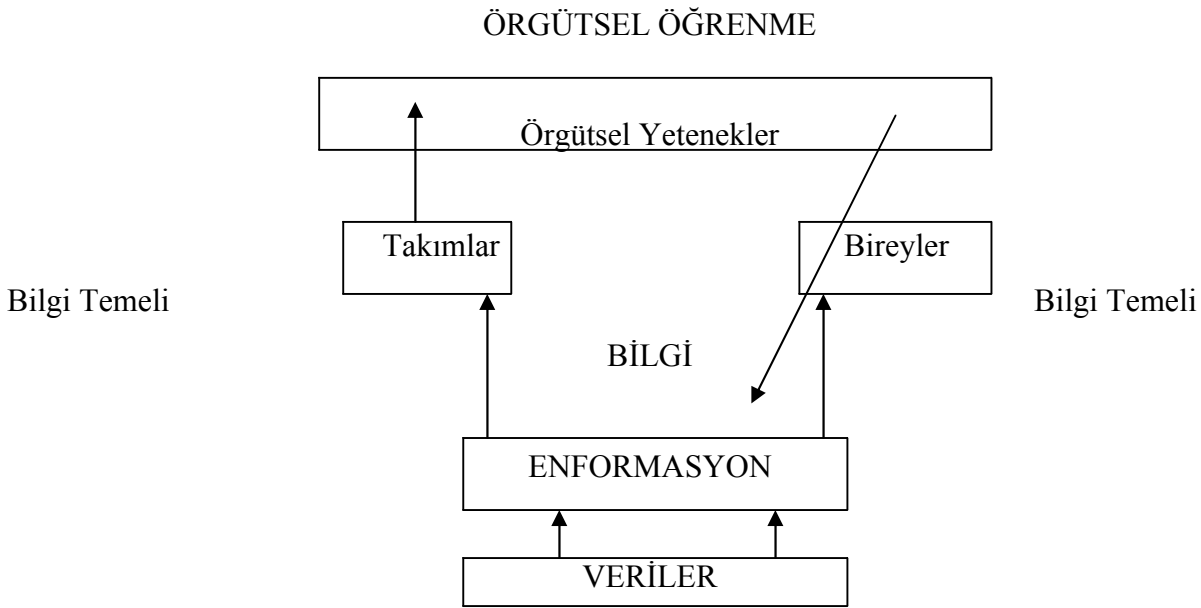 ÖRGÜTSEL ÖĞRENME
Örgütsel Yetenekler
Takımlar
Bireyler
Bilgi Temeli
Bilgi Temeli
BİLGİ
ENFORMASYON
VERİLER